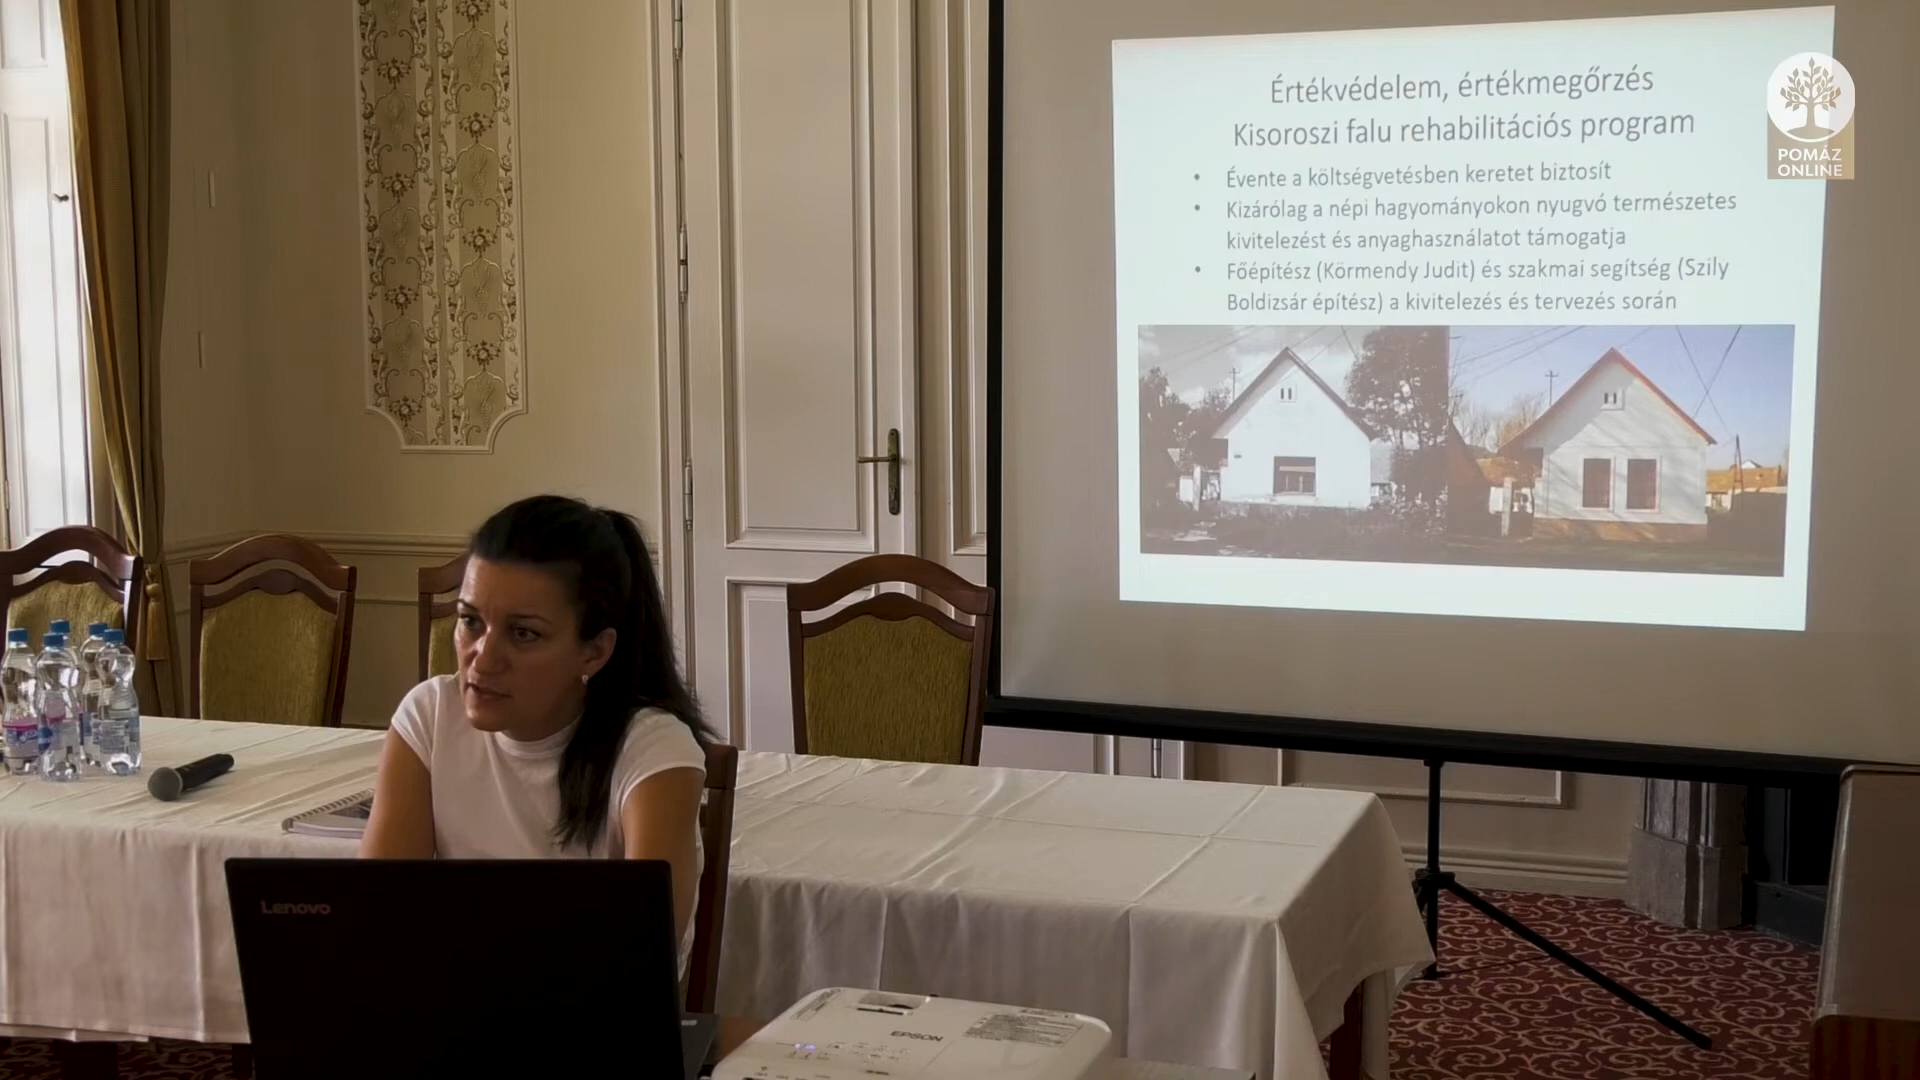 Értékvédelem, értékmegőrzés
Kisoroszi falu rehabilitációs program
• Évente a költségvetésben keretet biztosít
• Kizárólag a népi hagyományokon nyugvó természetes
kivitelezést és anyaghasználatot támogatja
• Főépítész (Körmendy Judit) és szakmai segítség (Szily
Boldizsár építész) a kivitelezés és tervezés során
POMÁZ
ONLINE
Lenovo
EPSON